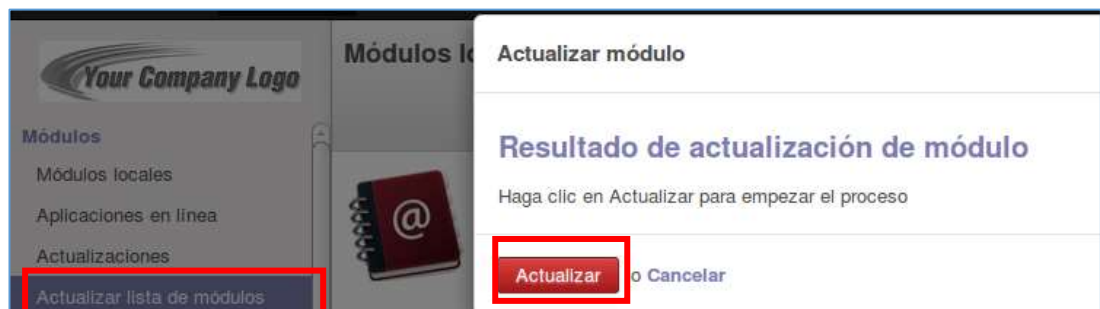 Your Company Logo
Módulos
Módulos locales
Aplicaciones en línea
Actualizaciones
Actualizar lista de módulos
Módulos lo
@
Actualizar módulo
Resultado de actualización de módulo
Haga clic en Actualizar para empezar el proceso
Actualizar o Cancelar